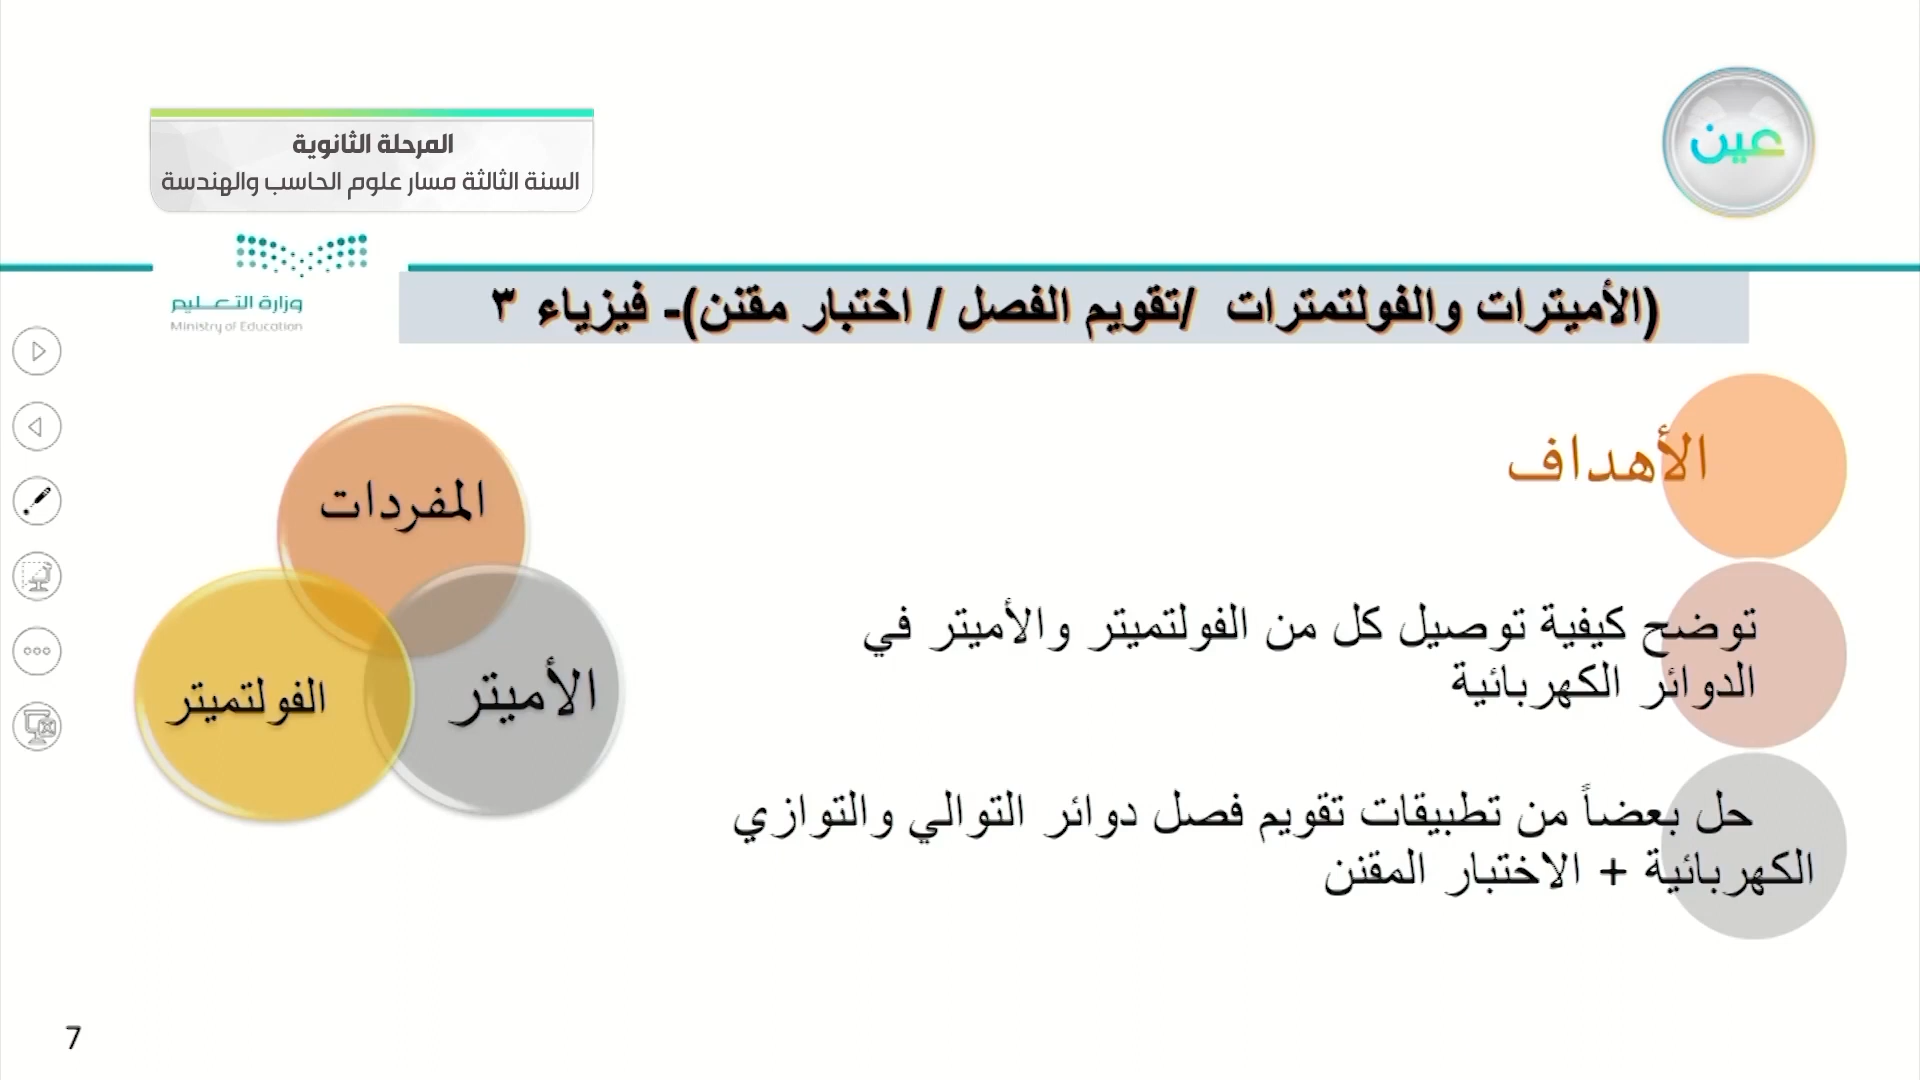 المرحلة الثانوية
السنة الثالثة مسار علوم الحاسب والهندسة
عين
وزارة التعليم
Ministry of Education
(الأميترات والفولتمترات /تقويم الفصل / اختبار مقنن)- فيزياء ٣
الأهداف
توضح كيفية توصيل كل من الفولتميتر والأميتر في
الدوائر الكهربائية
حل بعضاً من تطبيقات تقويم فصل دوائر التوالي والتوازي
الكهربائية + الاختبار المقنن
المفردات
الأميتر
الفولتميتر
7